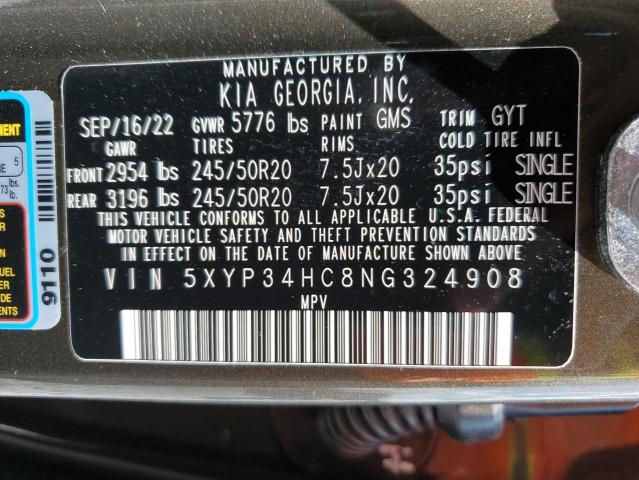 MANUFACTURED BY
KIA GEORGIA, INC.
SEP/16/22 GVWR 5776 lbs PAINT GMS TRIM GYT
GAWR TIRES RIMS COLD TIRE INFL
FRONT 2954 lbs 245/50R20 7.5Jx20 35psi SINGLE
REAR 3196 lbs 245/50R20 7.5Jx20 35psi SINGLE
THIS VEHICLE CONFORMS TO ALL APPLICABLE U.S.A. FEDERAL
MOTOR VEHICLE SAFETY AND THEFT PREVENTION STANDARDS
IN EFFECT ON THE DATE OF MANUFACTURE SHOWN ABOVE
VIN 5XYP34HC8NG324908
MPV
5
lbs.
9110